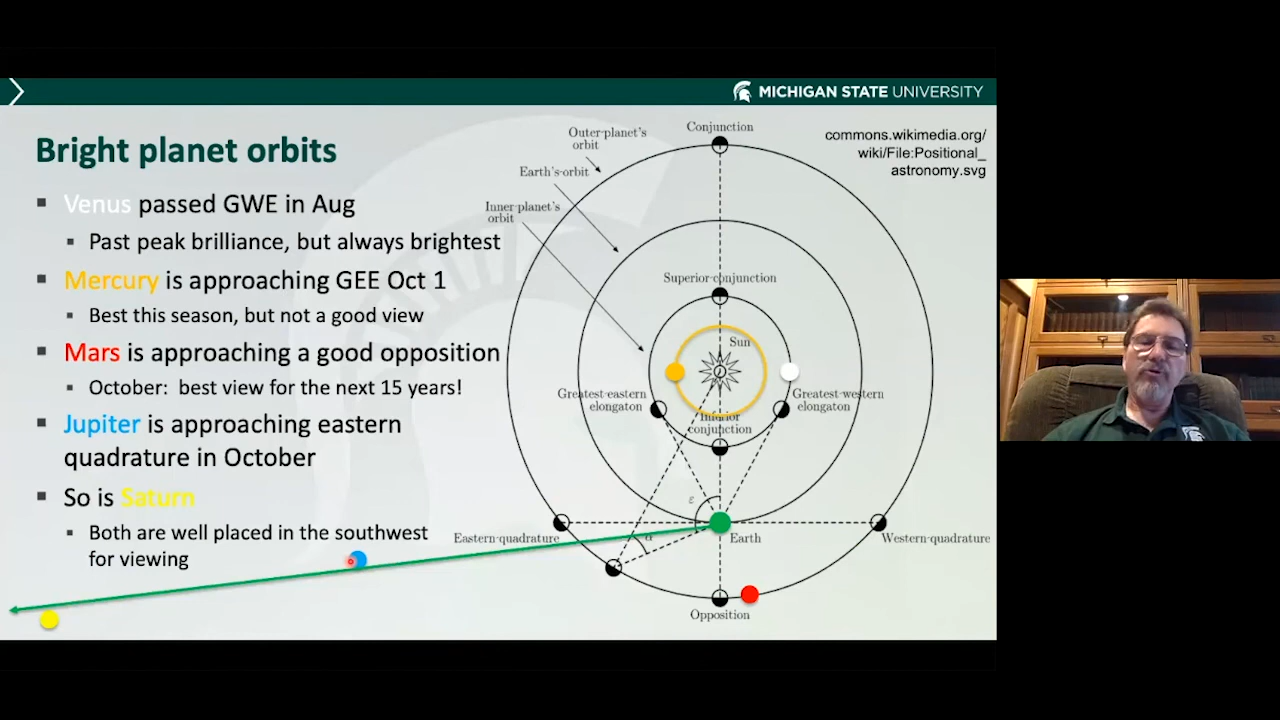 MICHIGAN STATE UNIVERSITY
Bright planet orbits
Venus passed GWE in Aug
Past peak brilliance, but always brightest
Mercury is approaching GEE Oct 1
Best this season, but not a good view
Mars is approaching a good opposition
October: best view for the next 15 years!
Jupiter is approaching eastern
quadrature in October
So is Saturn
Both are well placed in the southwest
for viewing
commons.wikimedia.org/
wiki/File:Positional_
astronomy.svg
Conjunction
Outer planet's
orbit
Earth's orbit
Inner planet's
orbit
Superior conjunction
Sun
Greatest eastern
elongaton
Greatest western
elongaton
Inferior
conjunction
ε
α
Eastern quadrature
Earth
Western quadrature
Opposition